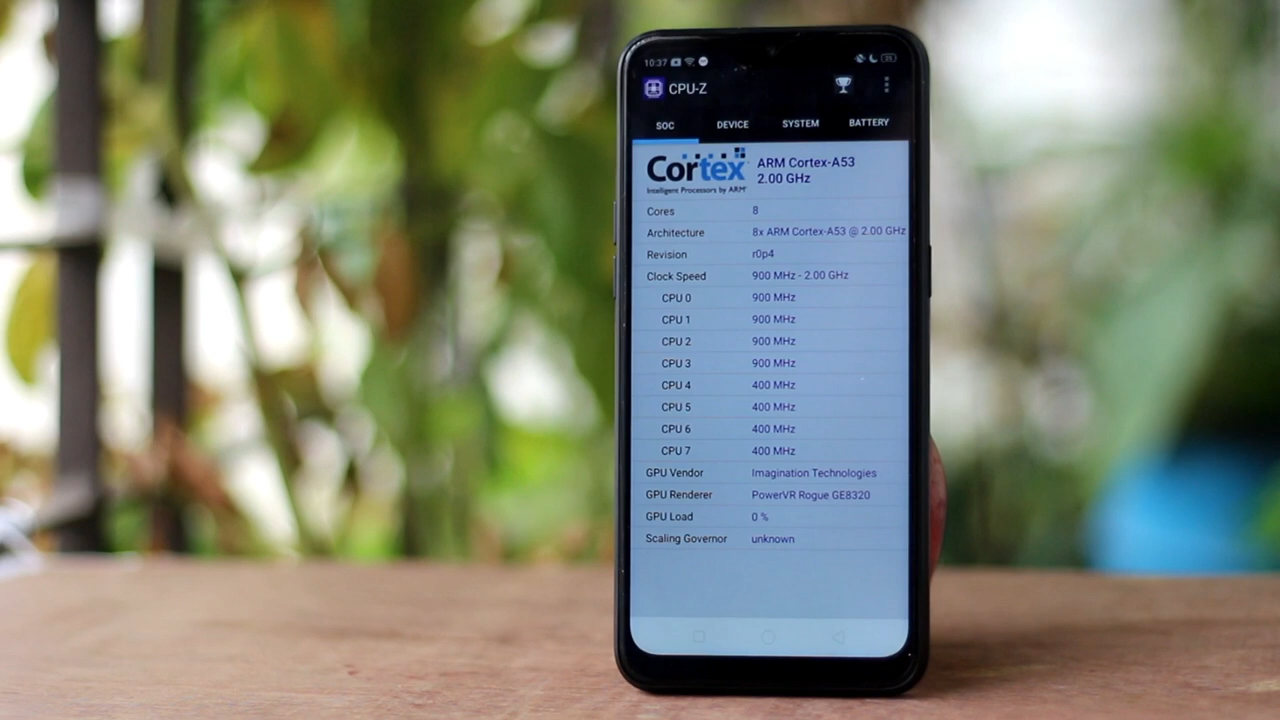 10:37
CPU-Z
SOC DEVICE SYSTEM BATTERY
Cortex
Intelligent Processors by ARM
ARM Cortex-A53
2.00 GHz
Cores 8
Architecture 8x ARM Cortex-A53 @ 2.00 GHz
Revision r0p4
Clock Speed 900 MHz - 2.00 GHz
CPU 0 900 MHz
CPU 1 900 MHz
CPU 2 900 MHz
CPU 3 900 MHz
CPU 4 400 MHz
CPU 5 400 MHz
CPU 6 400 MHz
CPU 7 400 MHz
GPU Vendor Imagination Technologies
GPU Renderer PowerVR Rogue GE8320
GPU Load 0 %
Scaling Governor unknown